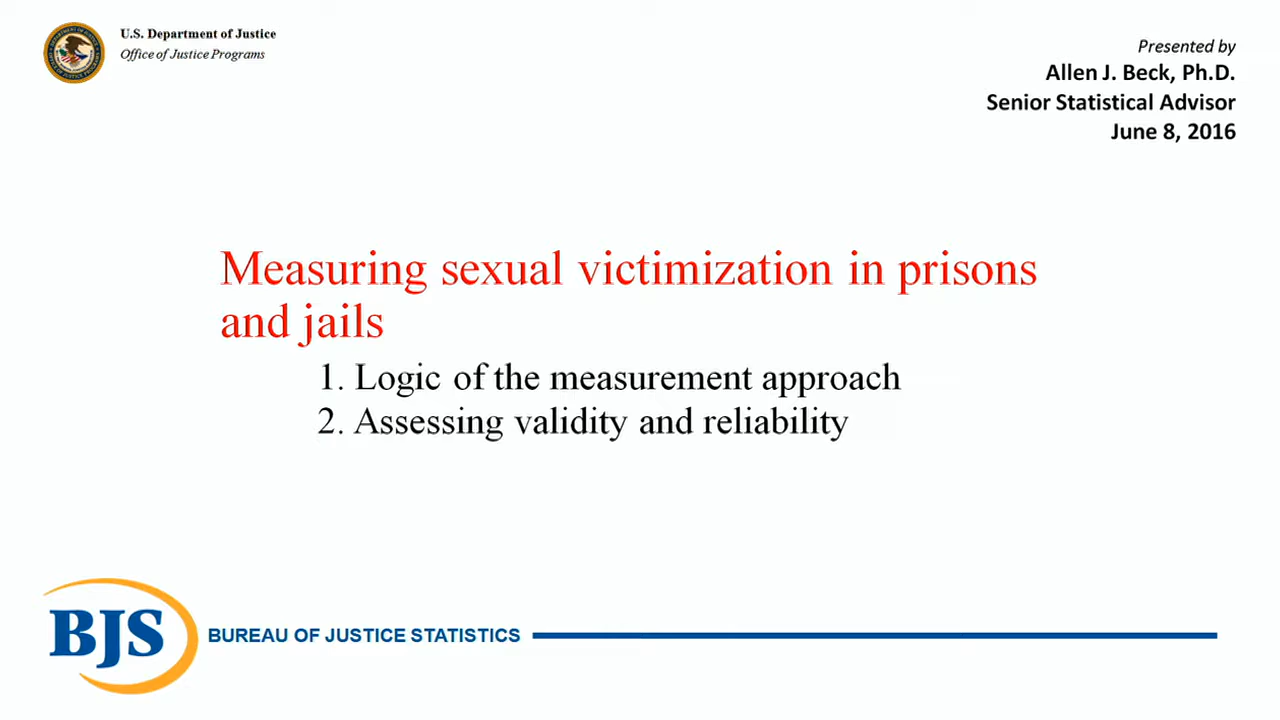 U.S. Department of Justice
Office of Justice Programs
Presented by
Allen J. Beck, Ph.D.
Senior Statistical Advisor
June 8, 2016
Measuring sexual victimization in prisons
and jails
1. Logic of the measurement approach
2. Assessing validity and reliability
BJS
BUREAU OF JUSTICE STATISTICS